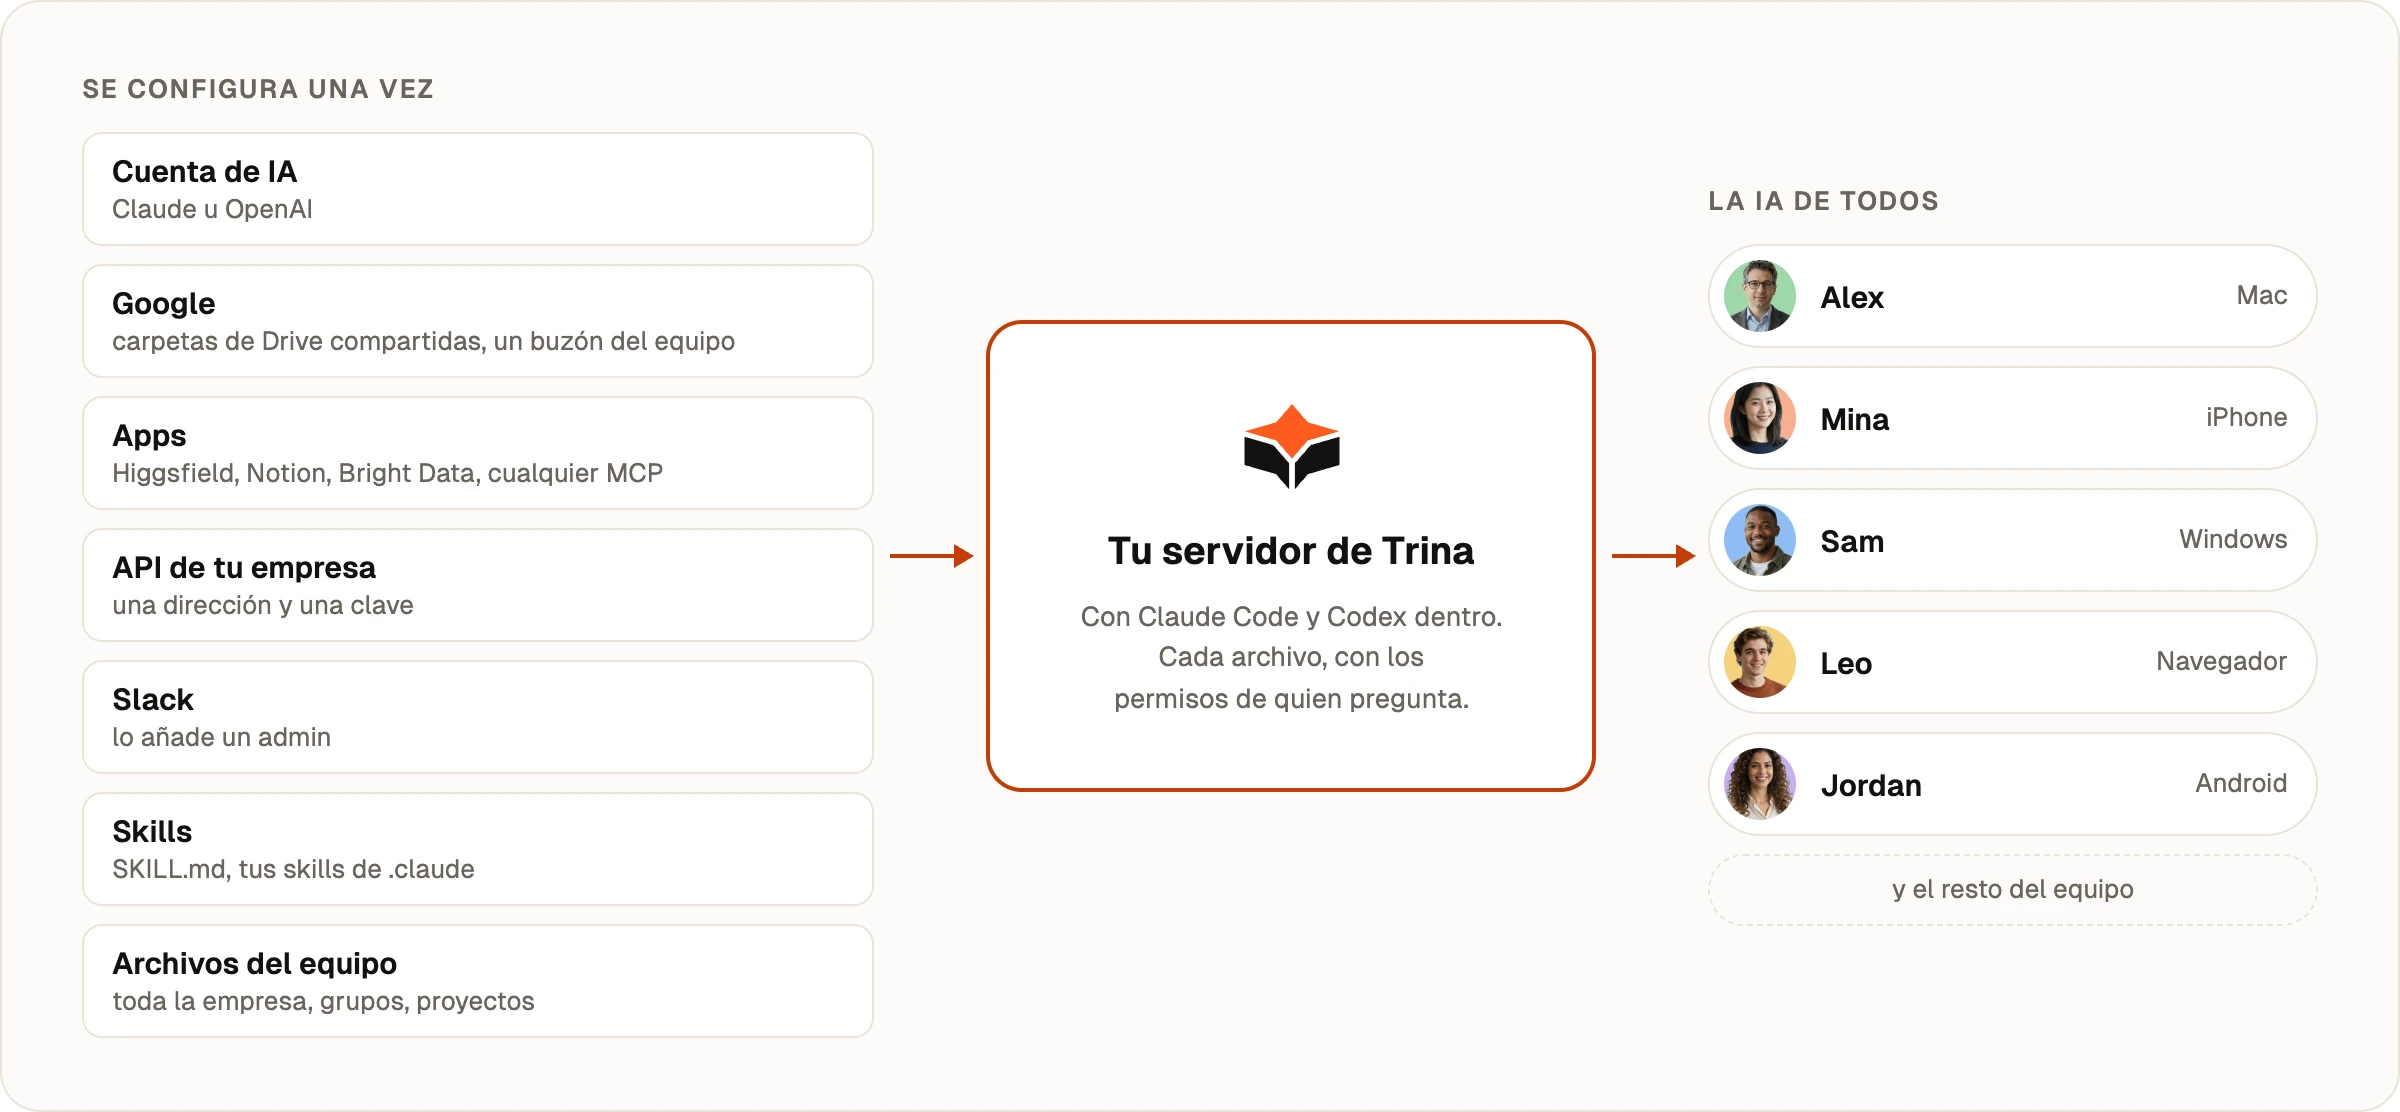 SE CONFIGURA UNA VEZ
Cuenta de IA
Claude u OpenAI
Google
carpetas de Drive compartidas, un buzón del equipo
Apps
Higgsfield, Notion, Bright Data, cualquier MCP
API de tu empresa
una dirección y una clave
Slack
lo añade un admin
Skills
SKILL.md, tus skills de .claude
Archivos del equipo
toda la empresa, grupos, proyectos
Tu servidor de Trina
Con Claude Code y Codex dentro.
Cada archivo, con los
permisos de quien pregunta.
LA IA DE TODOS
Alex
Mac
Mina
iPhone
Sam
Windows
Leo
Navegador
Jordan
Android
y el resto del equipo